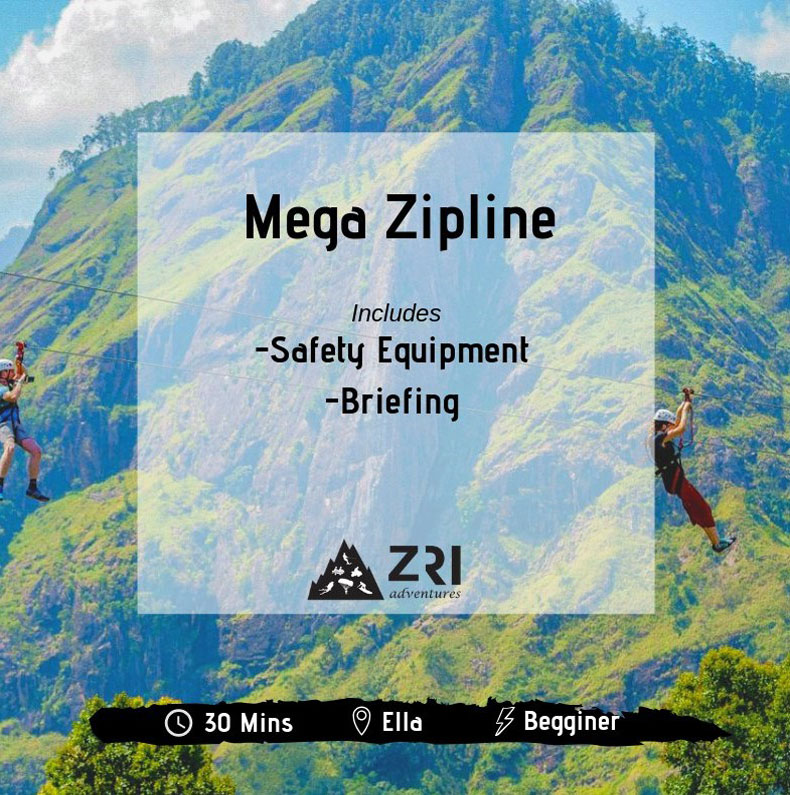 Mega Zipline
Includes
-Safety Equipment
-Briefing
ZRI
adventures
30 Mins Ella Begginer